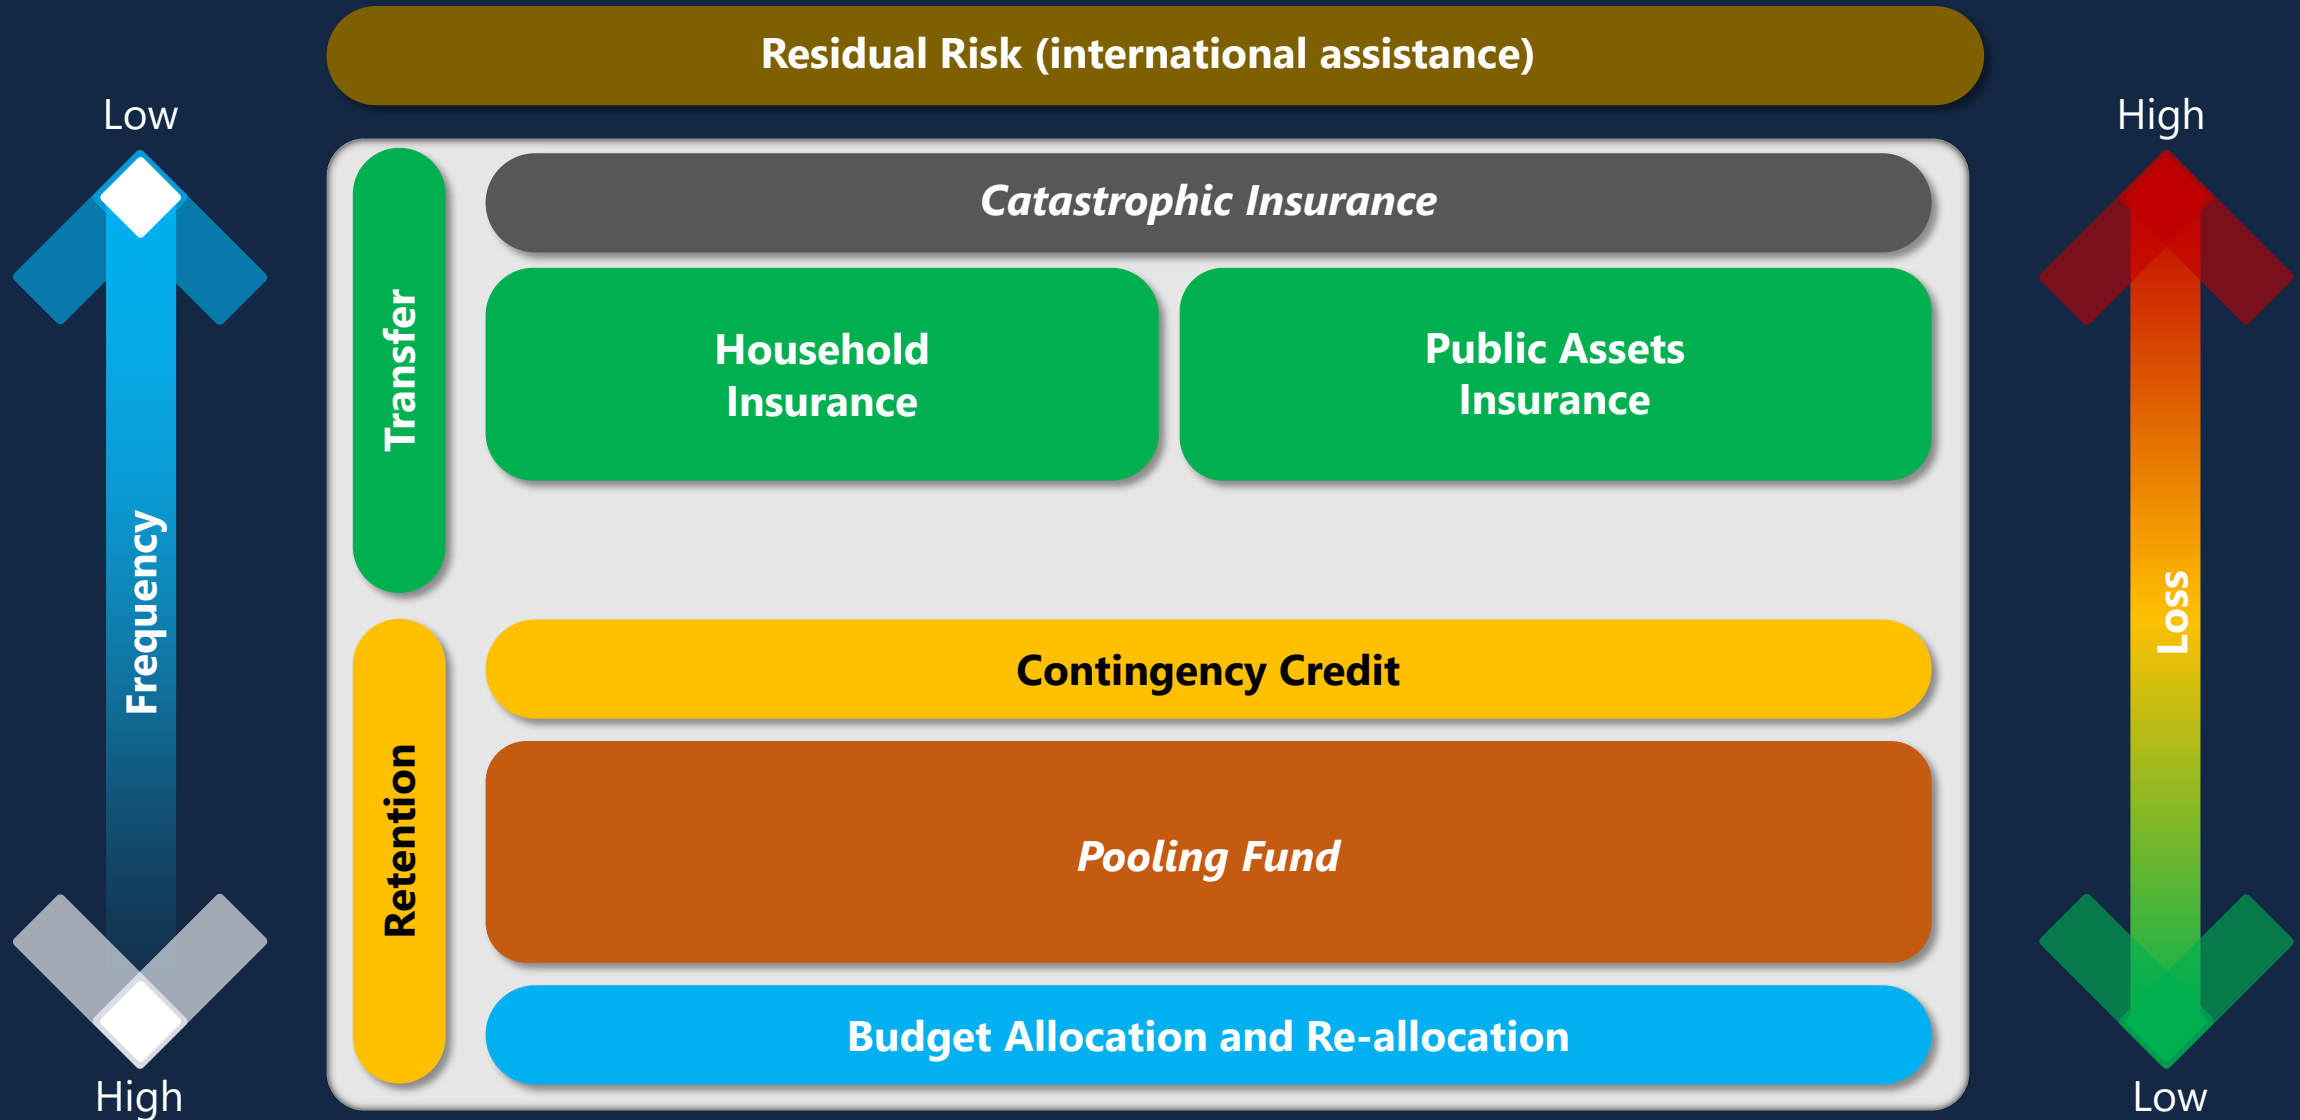 Residual Risk (international assistance)
Low
High
Catastrophic Insurance
Transfer
Household
Insurance
Public Assets
Insurance
Frequency
Loss
Contingency Credit
Retention
Pooling Fund
Budget Allocation and Re-allocation
High
Low